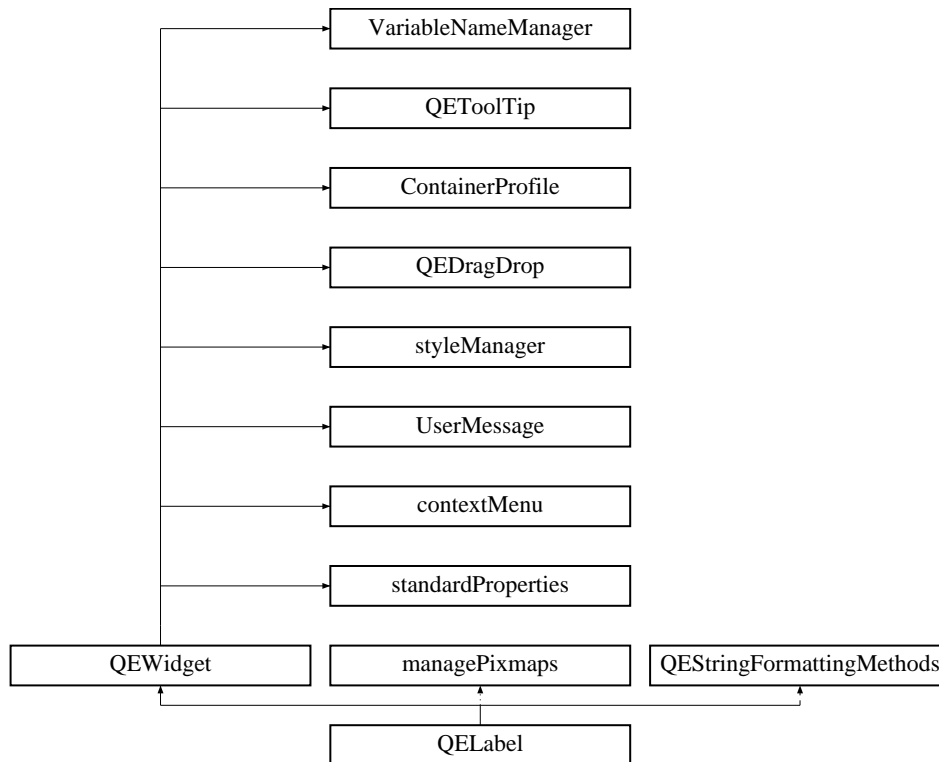 VariableNameManager
QEToolTip
ContainerProfile
QEDragDrop
styleManager
UserMessage
contextMenu
standardProperties
QEWidget
managePixmaps
QEStringFormattingMethods
QELabel